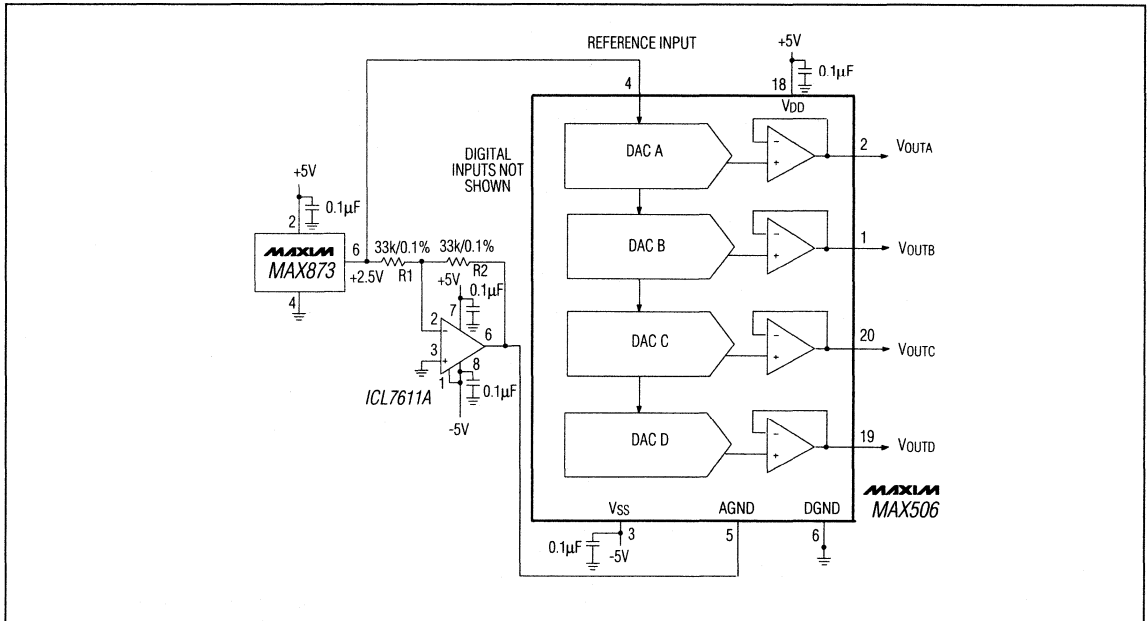 REFERENCE INPUT
+5V
0.1µF
4
18
VDD
DAC A
2
VOUTA
DIGITAL
INPUTS NOT
SHOWN
+5V
0.1µF
2
DAC B
1
VOUTB
MAXIM
MAX873
6
33k/0.1%
33k/0.1%
+2.5V
R1
R2
+5V
0.1µF
4
7
2
6
3
8
1
0.1µF
ICL7611A
-5V
DAC C
20
VOUTC
DAC D
19
VOUTD
MAXIM
MAX506
VSS
AGND
DGND
3
5
6
0.1µF
-5V